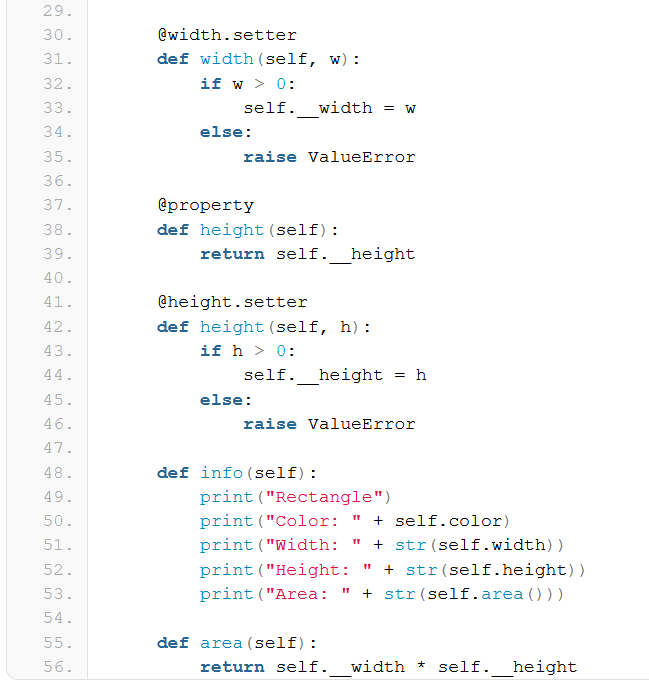 29.
30.        @width.setter
31.        def width(self, w):
32.            if w > 0:
33.                self.__width = w
34.            else:
35.                raise ValueError
36.
37.        @property
38.        def height(self):
39.            return self.__height
40.
41.        @height.setter
42.        def height(self, h):
43.            if h > 0:
44.                self.__height = h
45.            else:
46.                raise ValueError
47.
48.        def info(self):
49.            print("Rectangle")
50.            print("Color: " + self.color)
51.            print("Width: " + str(self.width))
52.            print("Height: " + str(self.height))
53.            print("Area: " + str(self.area()))
54.
55.        def area(self):
56.            return self.__width * self.__height